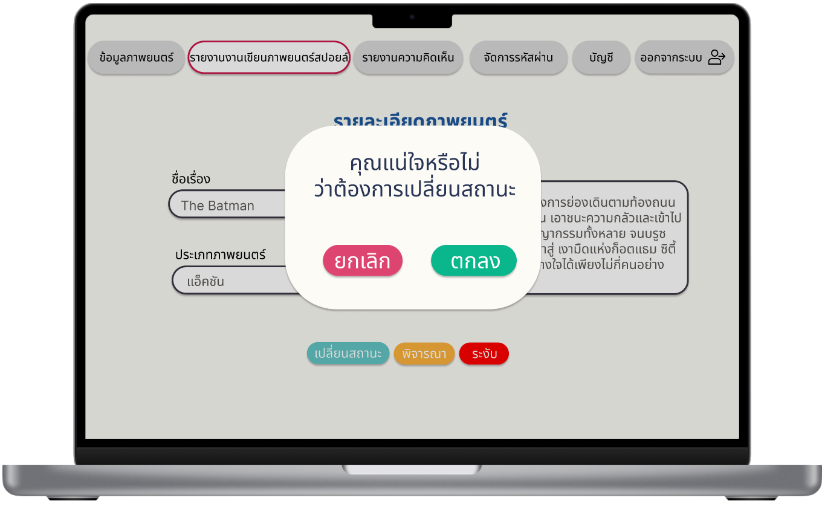 ข้อมูลภาพยนตร์
รายงานงานเขียนภาพยนตร์สปอยล์
รายงานความคิดเห็น
จัดการรหัสผ่าน
บัญชี
ออกจากระบบ
รายละเอียดภาพยนตร์
คุณแน่ใจหรือไม่
ว่าต้องการเปลี่ยนสถานะ
ยกเลิก
ตกลง
ชื่อเรื่อง
The Batman
ประเภทภาพยนตร์
แอ็คชัน
งการย่องเดินตามท้องถนน
น เอาชนะความกลัวและเข้าไป
ญากรรมทั้งหลาย จนบรูซ
าสู่ เงามืดแห่งก็อตแธม ซิตี้
างใจได้เพียงไม่กี่คนอย่าง
เปลี่ยนสถานะ
พิจารณา
ระงับ